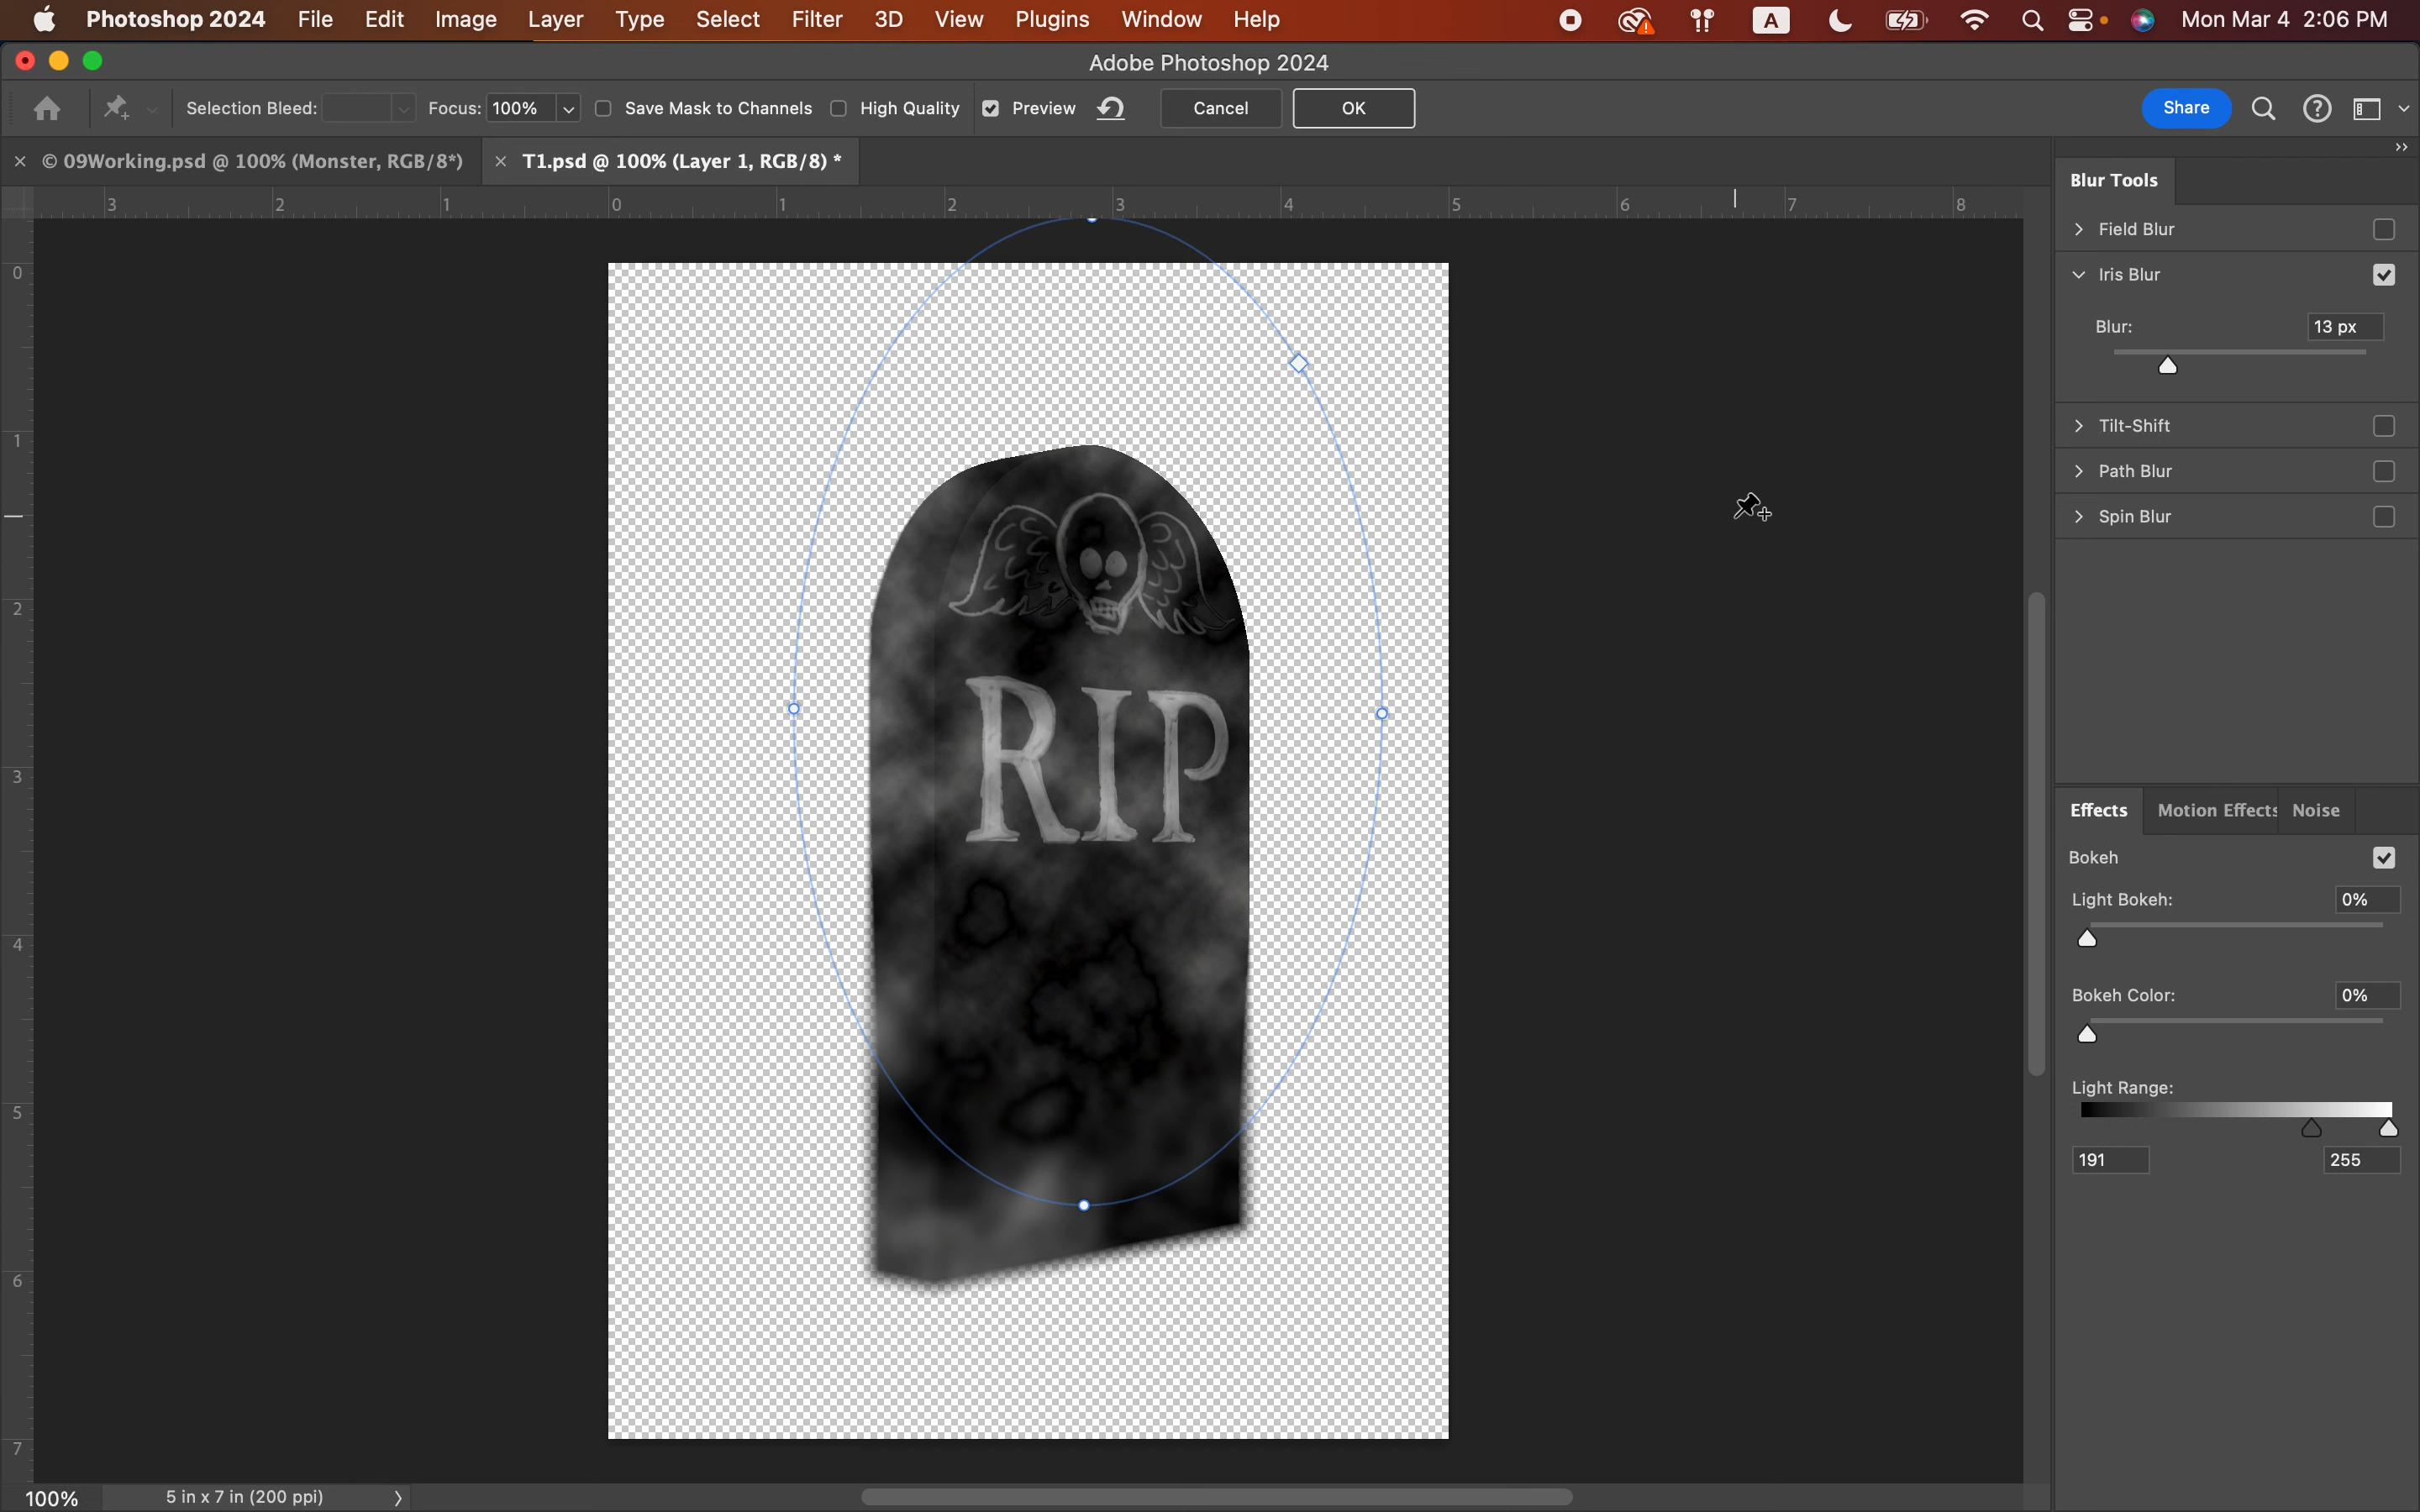 Photoshop 2024 File Edit Image Layer Type Select Filter 3D View Plugins Window Help A Mon Mar 4 2:06 PM
Adobe Photoshop 2024
Selection Bleed: Focus: 100% Save Mask to Channels High Quality Preview Cancel OK Share
© 09Working.psd @ 100% (Monster, RGB/8*) T1.psd @ 100% (Layer 1, RGB/8) *
3 2 1 0 1 2 3 4 5 6 7 8
0
1
2
3
4
5
6
7
RIP
Blur Tools
Field Blur
Iris Blur
Blur: 13 px
Tilt-Shift
Path Blur
Spin Blur
Effects Motion Effects Noise
Bokeh
Light Bokeh: 0%
Bokeh Color: 0%
Light Range:
191 255
100% 5 in x 7 in (200 ppi)